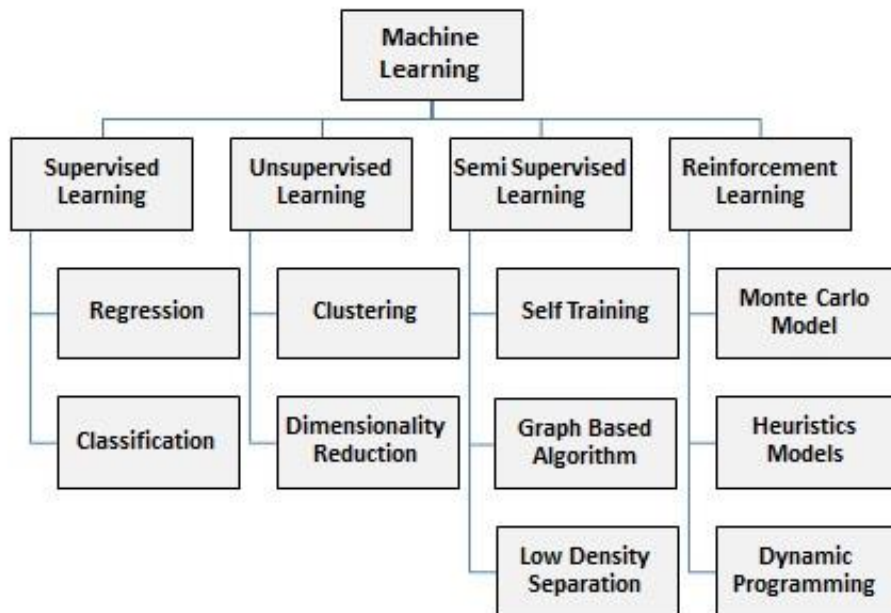 Machine
Learning
Supervised
Learning
Unsupervised
Learning
Semi Supervised
Learning
Reinforcement
Learning
Regression
Clustering
Self Training
Monte Carlo
Model
Classification
Dimensionality
Reduction
Graph Based
Algorithm
Heuristics
Models
Low Density
Separation
Dynamic
Programming